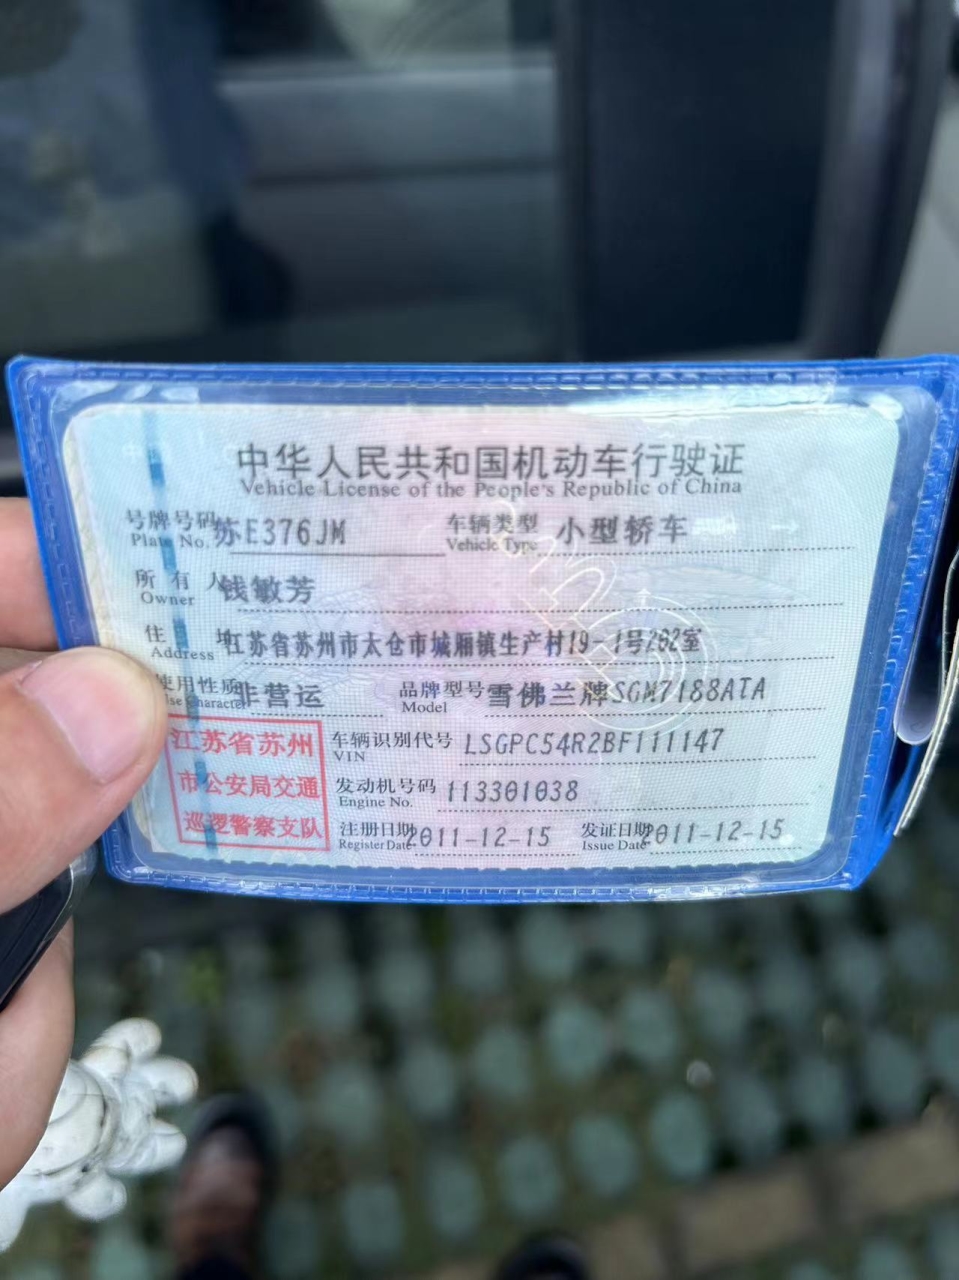 中华人民共和国机动车行驶证
Vehicle License of the People's Republic of China
号牌号码 苏E376JM 车辆类型 小型轿车
Plate No. Vehicle Type
所有人 钱敏芳
Owner
住址 江苏省苏州市太仓市城厢镇生产村19-1号202室
Address
使用性质 非营运 品牌型号 雪佛兰牌SGM7188ATA
Use Character Model
江苏省苏州 车辆识别代号 LSGPC54R2BF111147
VIN
市公安局交通 发动机号码 113301038
Engine No.
巡逻警察支队 注册日期 2011-12-15 发证日期 2011-12-15
Register Date Issue Date